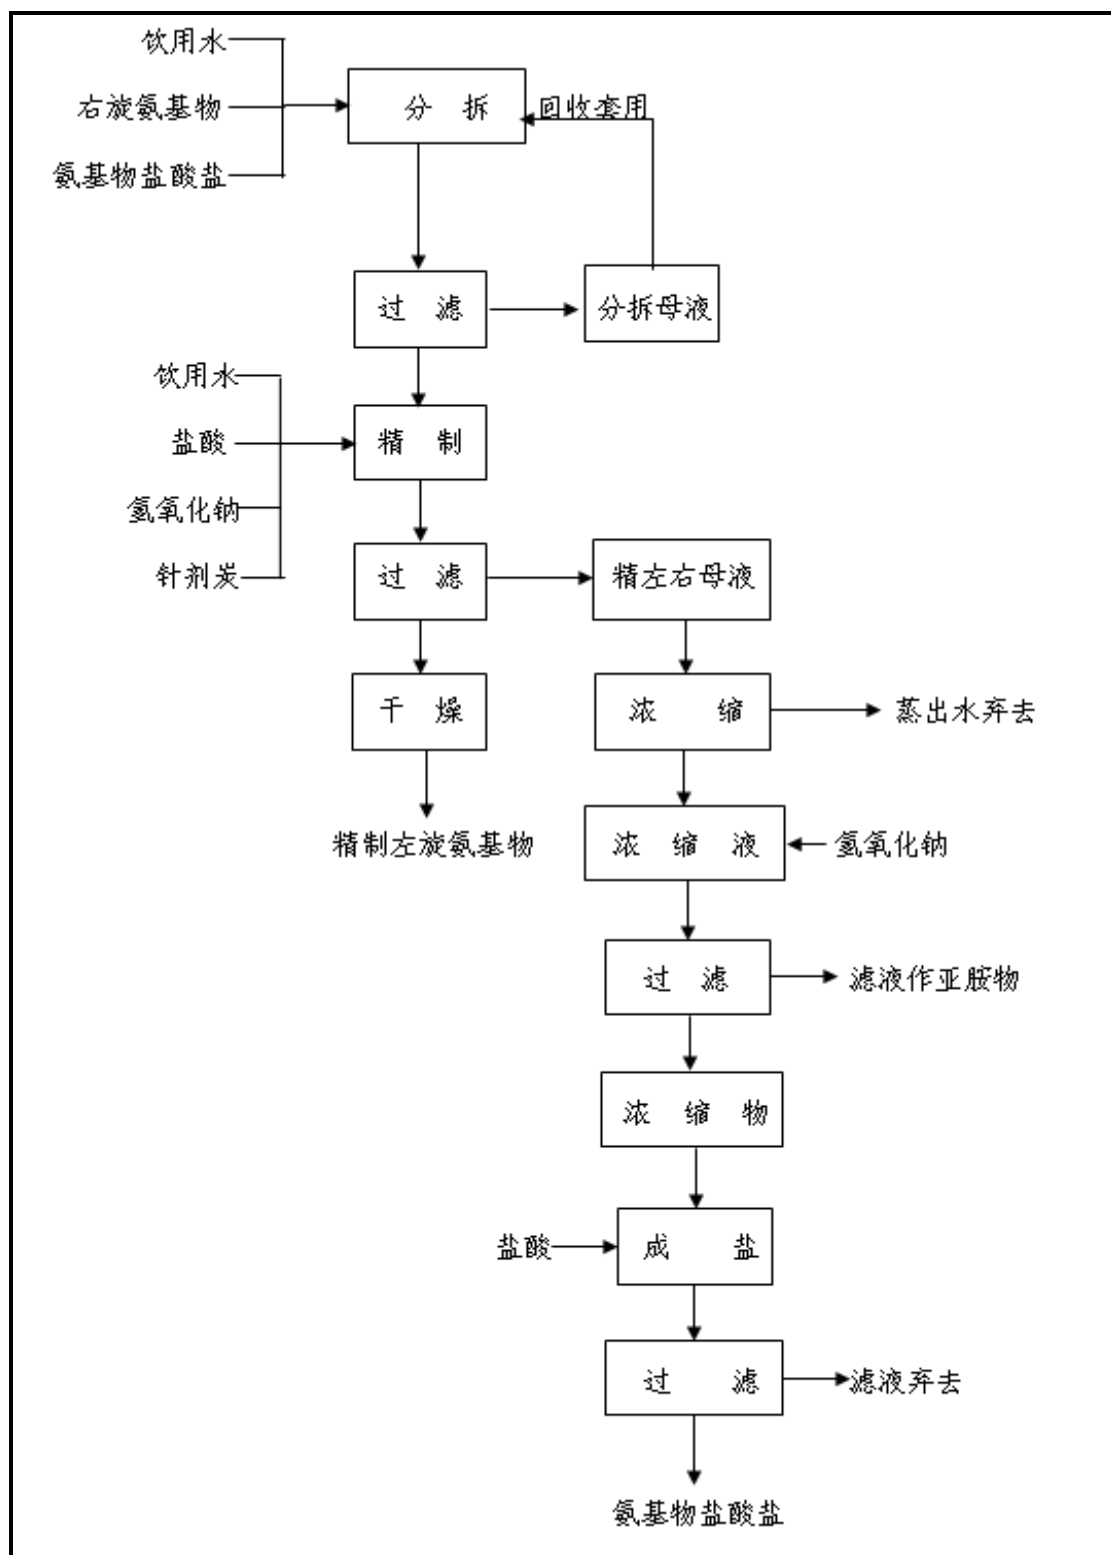 饮用水
右旋氨基物
氨基物盐酸盐
分 拆
回收套用
过 滤
分拆母液
饮用水
盐酸
氢氧化钠
针剂炭
精 制
过 滤
精左右母液
干 燥
浓 缩
蒸出水弃去
精制左旋氨基物
浓 缩 液
氢氧化钠
过 滤
滤液作亚胺物
浓 缩 物
盐酸
成 盐
过 滤
滤液弃去
氨基物盐酸盐